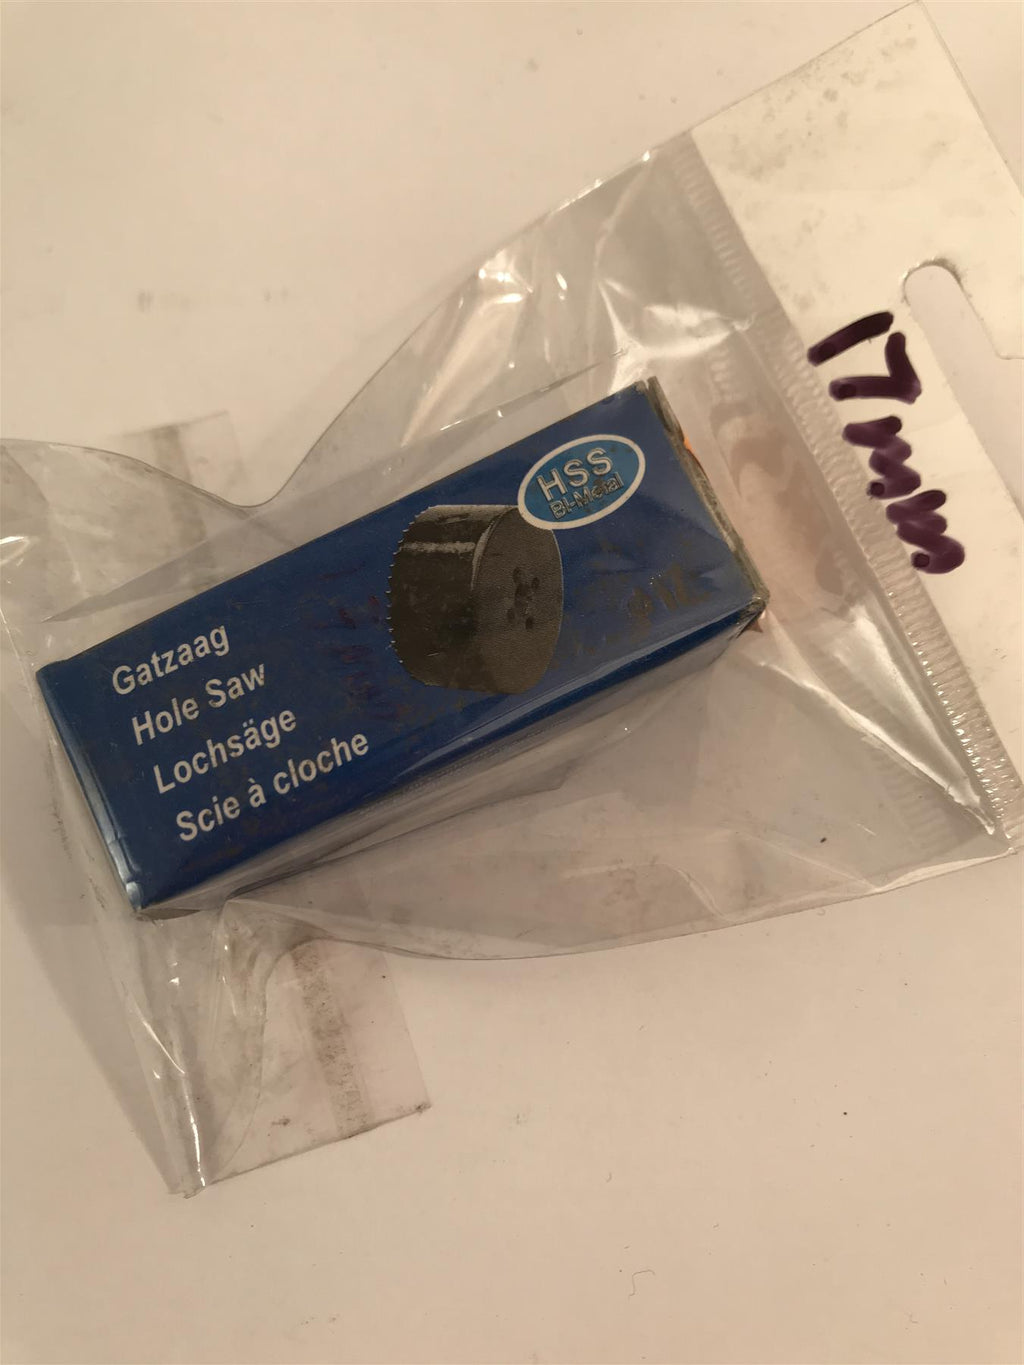 17mm
HSS
Bi-Metal
Gatzaag
Hole Saw
Lochsäge
Scie à cloche